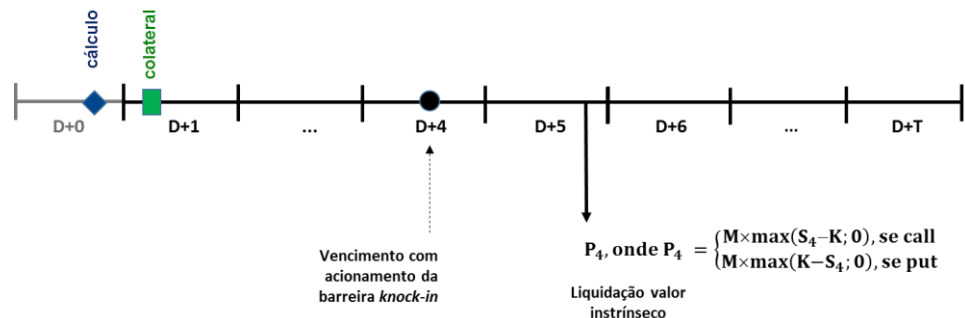 cálculo
colateral
D+0
D+1
...
D+4
D+5
D+6
...
D+T
Vencimento com
acionamento da
barreira knock-in
P₄, onde P₄ = {M×max(S₄–K; 0), se call
M×max(K–S₄; 0), se put
Liquidação valor
instrínseco